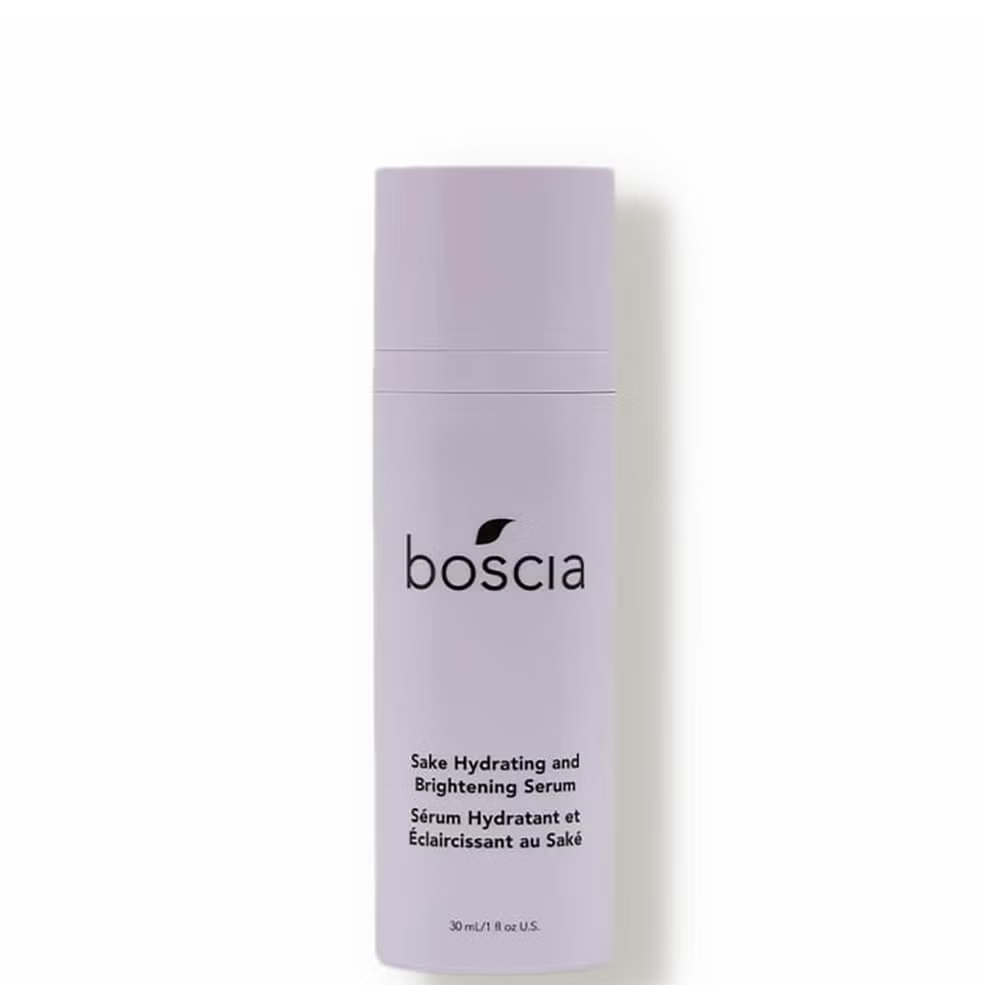 boscia
Sake Hydrating and
Brightening Serum
Sérum Hydratant et
Éclaircissant au Saké
30 mL/1 fl oz U.S.